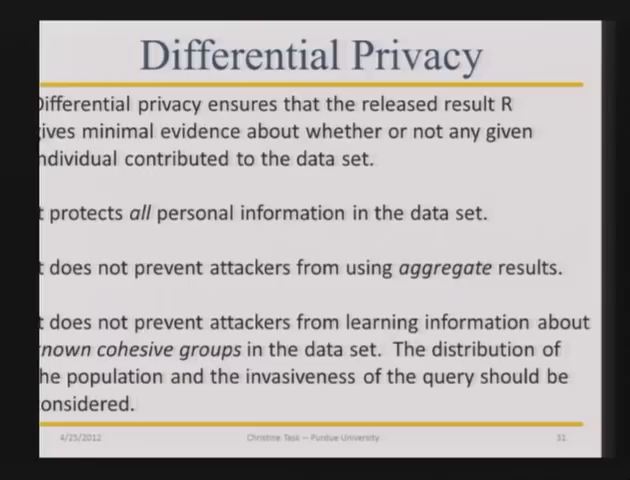 Differential Privacy
Differential privacy ensures that the released result R
gives minimal evidence about whether or not any given
individual contributed to the data set.
t protects all personal information in the data set.
t does not prevent attackers from using aggregate results.
t does not prevent attackers from learning information about
known cohesive groups in the data set. The distribution of
the population and the invasiveness of the query should be
considered.
4/25/2012 Christine Task -- Purdue University 31